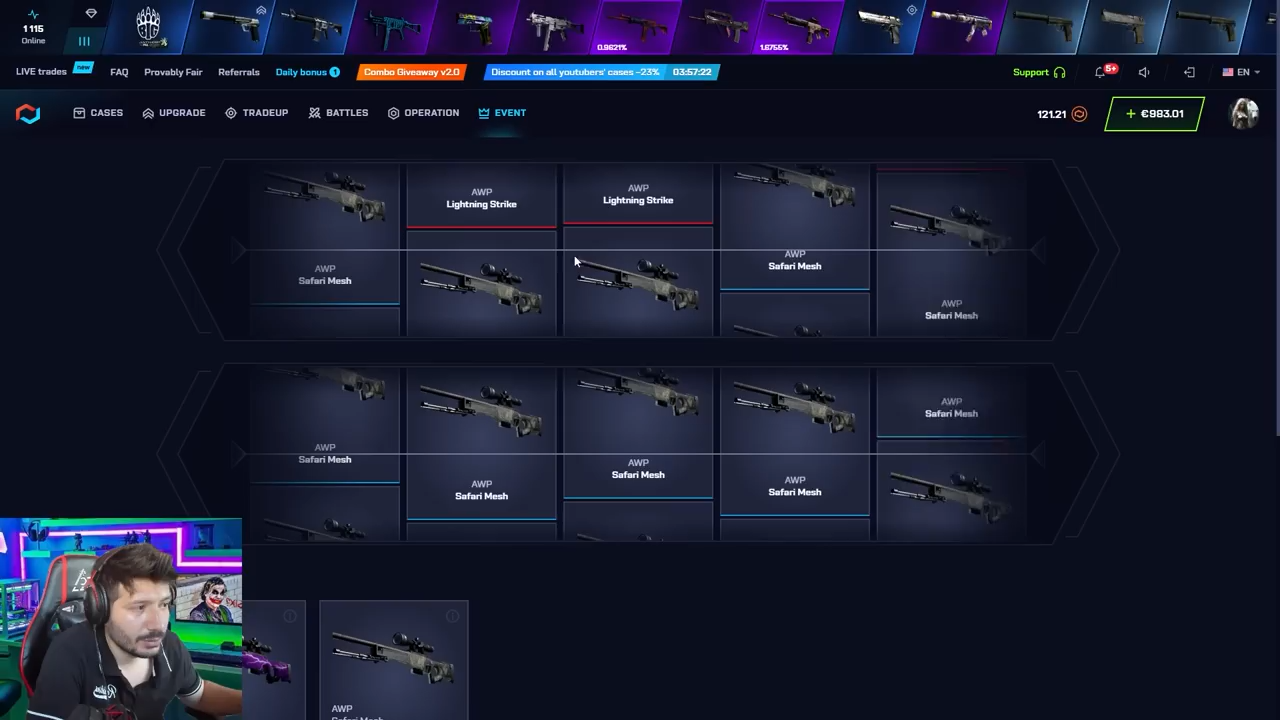 1 115
Online
0.9621%
1.6755%
LIVE trades
new
FAQ
Provably Fair
Referrals
Daily bonus 1
Combo Giveaway v2.0
Discount on all youtubers' cases -23% 03:57:22
Support
5+
EN
CASES
UPGRADE
TRADEUP
BATTLES
OPERATION
EVENT
121.21
+ €983.01
AWP
Lightning Strike
AWP
Lightning Strike
AWP
Safari Mesh
AWP
Safari Mesh
AWP
Safari Mesh
AWP
Safari Mesh
AWP
Safari Mesh
AWP
Safari Mesh
AWP
Safari Mesh
AWP
Safari Mesh
AWP
Safari Mesh